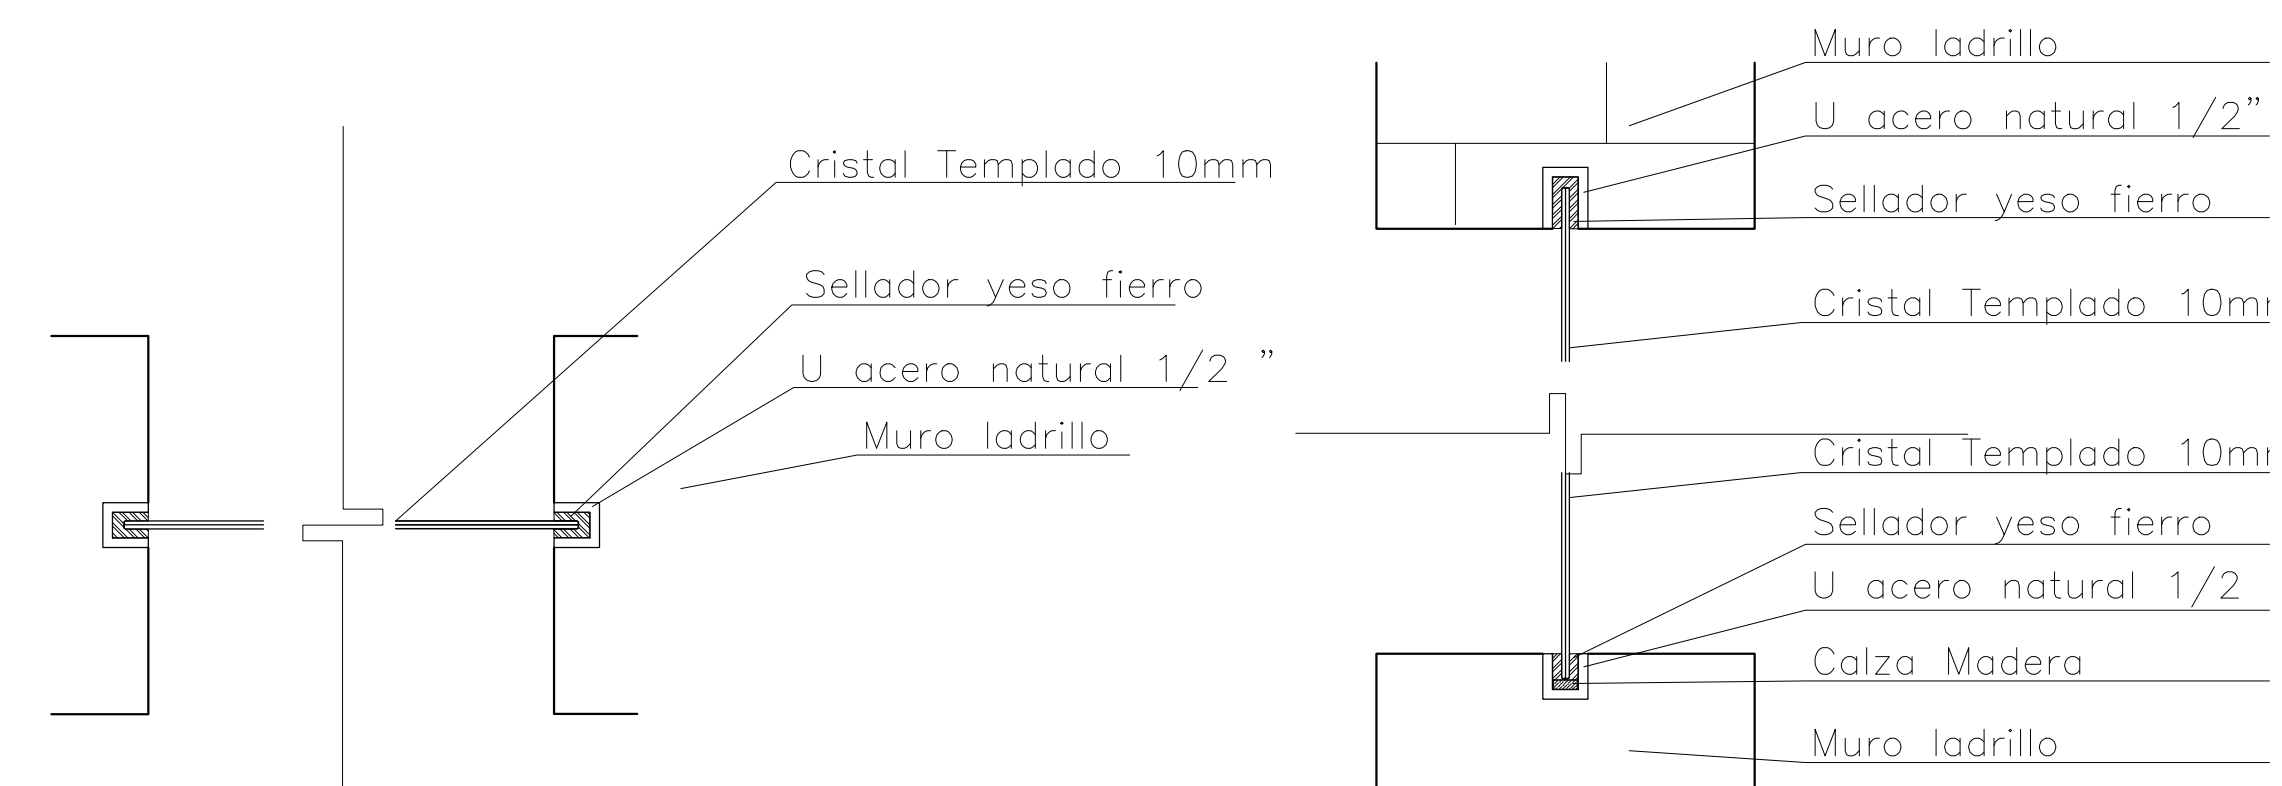 Cristal Templado 10mm
Sellador yeso fierro
U acero natural 1/2 ”
Muro ladrillo
Muro ladrillo
U acero natural 1/2”
Sellador yeso fierro
Cristal Templado 10m
Cristal Templado 10m
Sellador yeso fierro
U acero natural 1/2
Calza Madera
Muro ladrillo